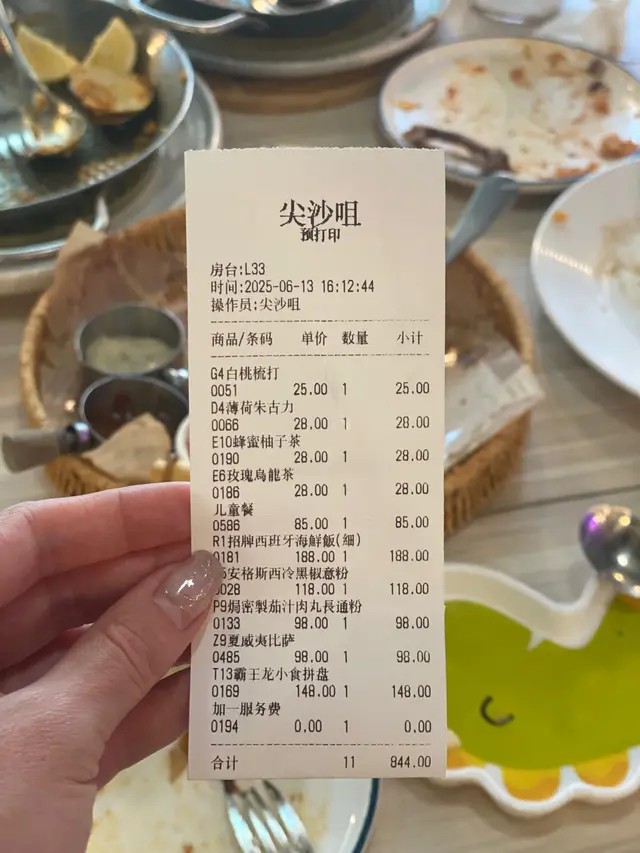 尖沙咀
预打印
房台:L33
时间:2025-06-13 16:12:44
操作员:尖沙咀
商品/条码 单价 数量 小计
G4白桃梳打
0051 25.00 1 25.00
D4薄荷朱古力
0066 28.00 1 28.00
E10蜂蜜柚子茶
0190 28.00 1 28.00
E6玫瑰烏龍茶
0186 28.00 1 28.00
儿童餐
0586 85.00 1 85.00
R1招牌西班牙海鮮飯(細)
0181 188.00 1 188.00
安格斯西冷黑椒意粉
0028 118.00 1 118.00
P9焗密製茄汁肉丸長通粉
0133 98.00 1 98.00
Z9夏威夷比萨
0485 98.00 1 98.00
T13霸王龙小食拼盘
0169 148.00 1 148.00
加一服务费
0194 0.00 1 0.00
合计 11 844.00